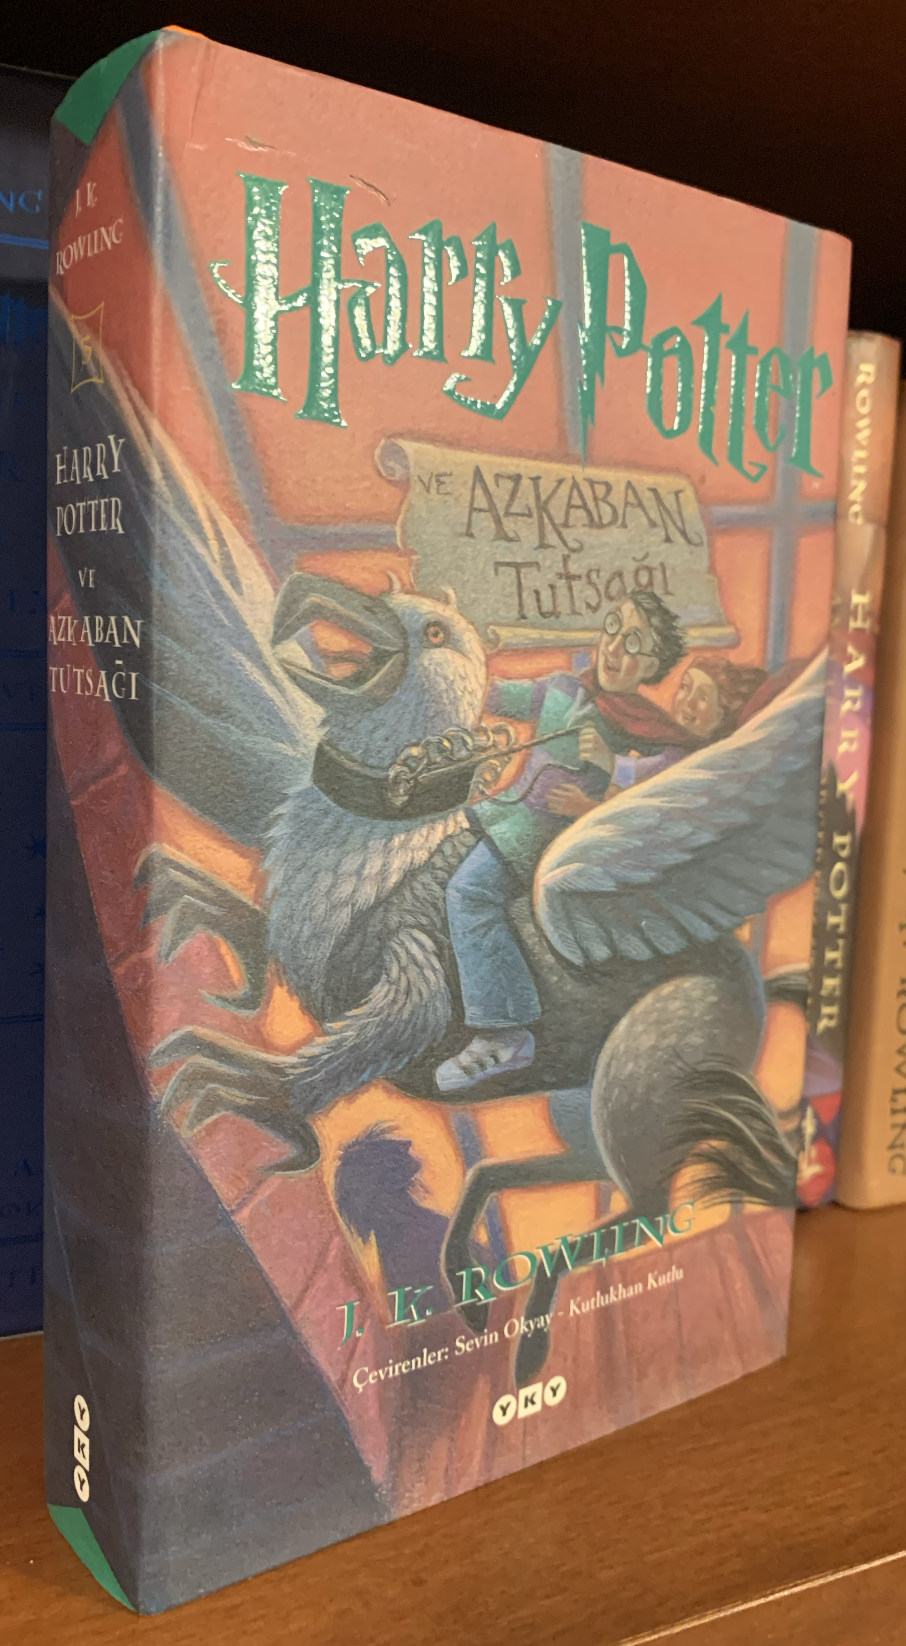 J. K.
ROWLING
HARRY
POTTER
VE
AZKABAN
TUTSAĞI
YKY
Harry Potter
VE AZKABAN
Tutsağı
J. K. ROWLING
Çevirenler: Sevin Okyay - Kutlukhan Kutlu
YKY
ROWLING
HARRY POTTER
ROWLING
NG